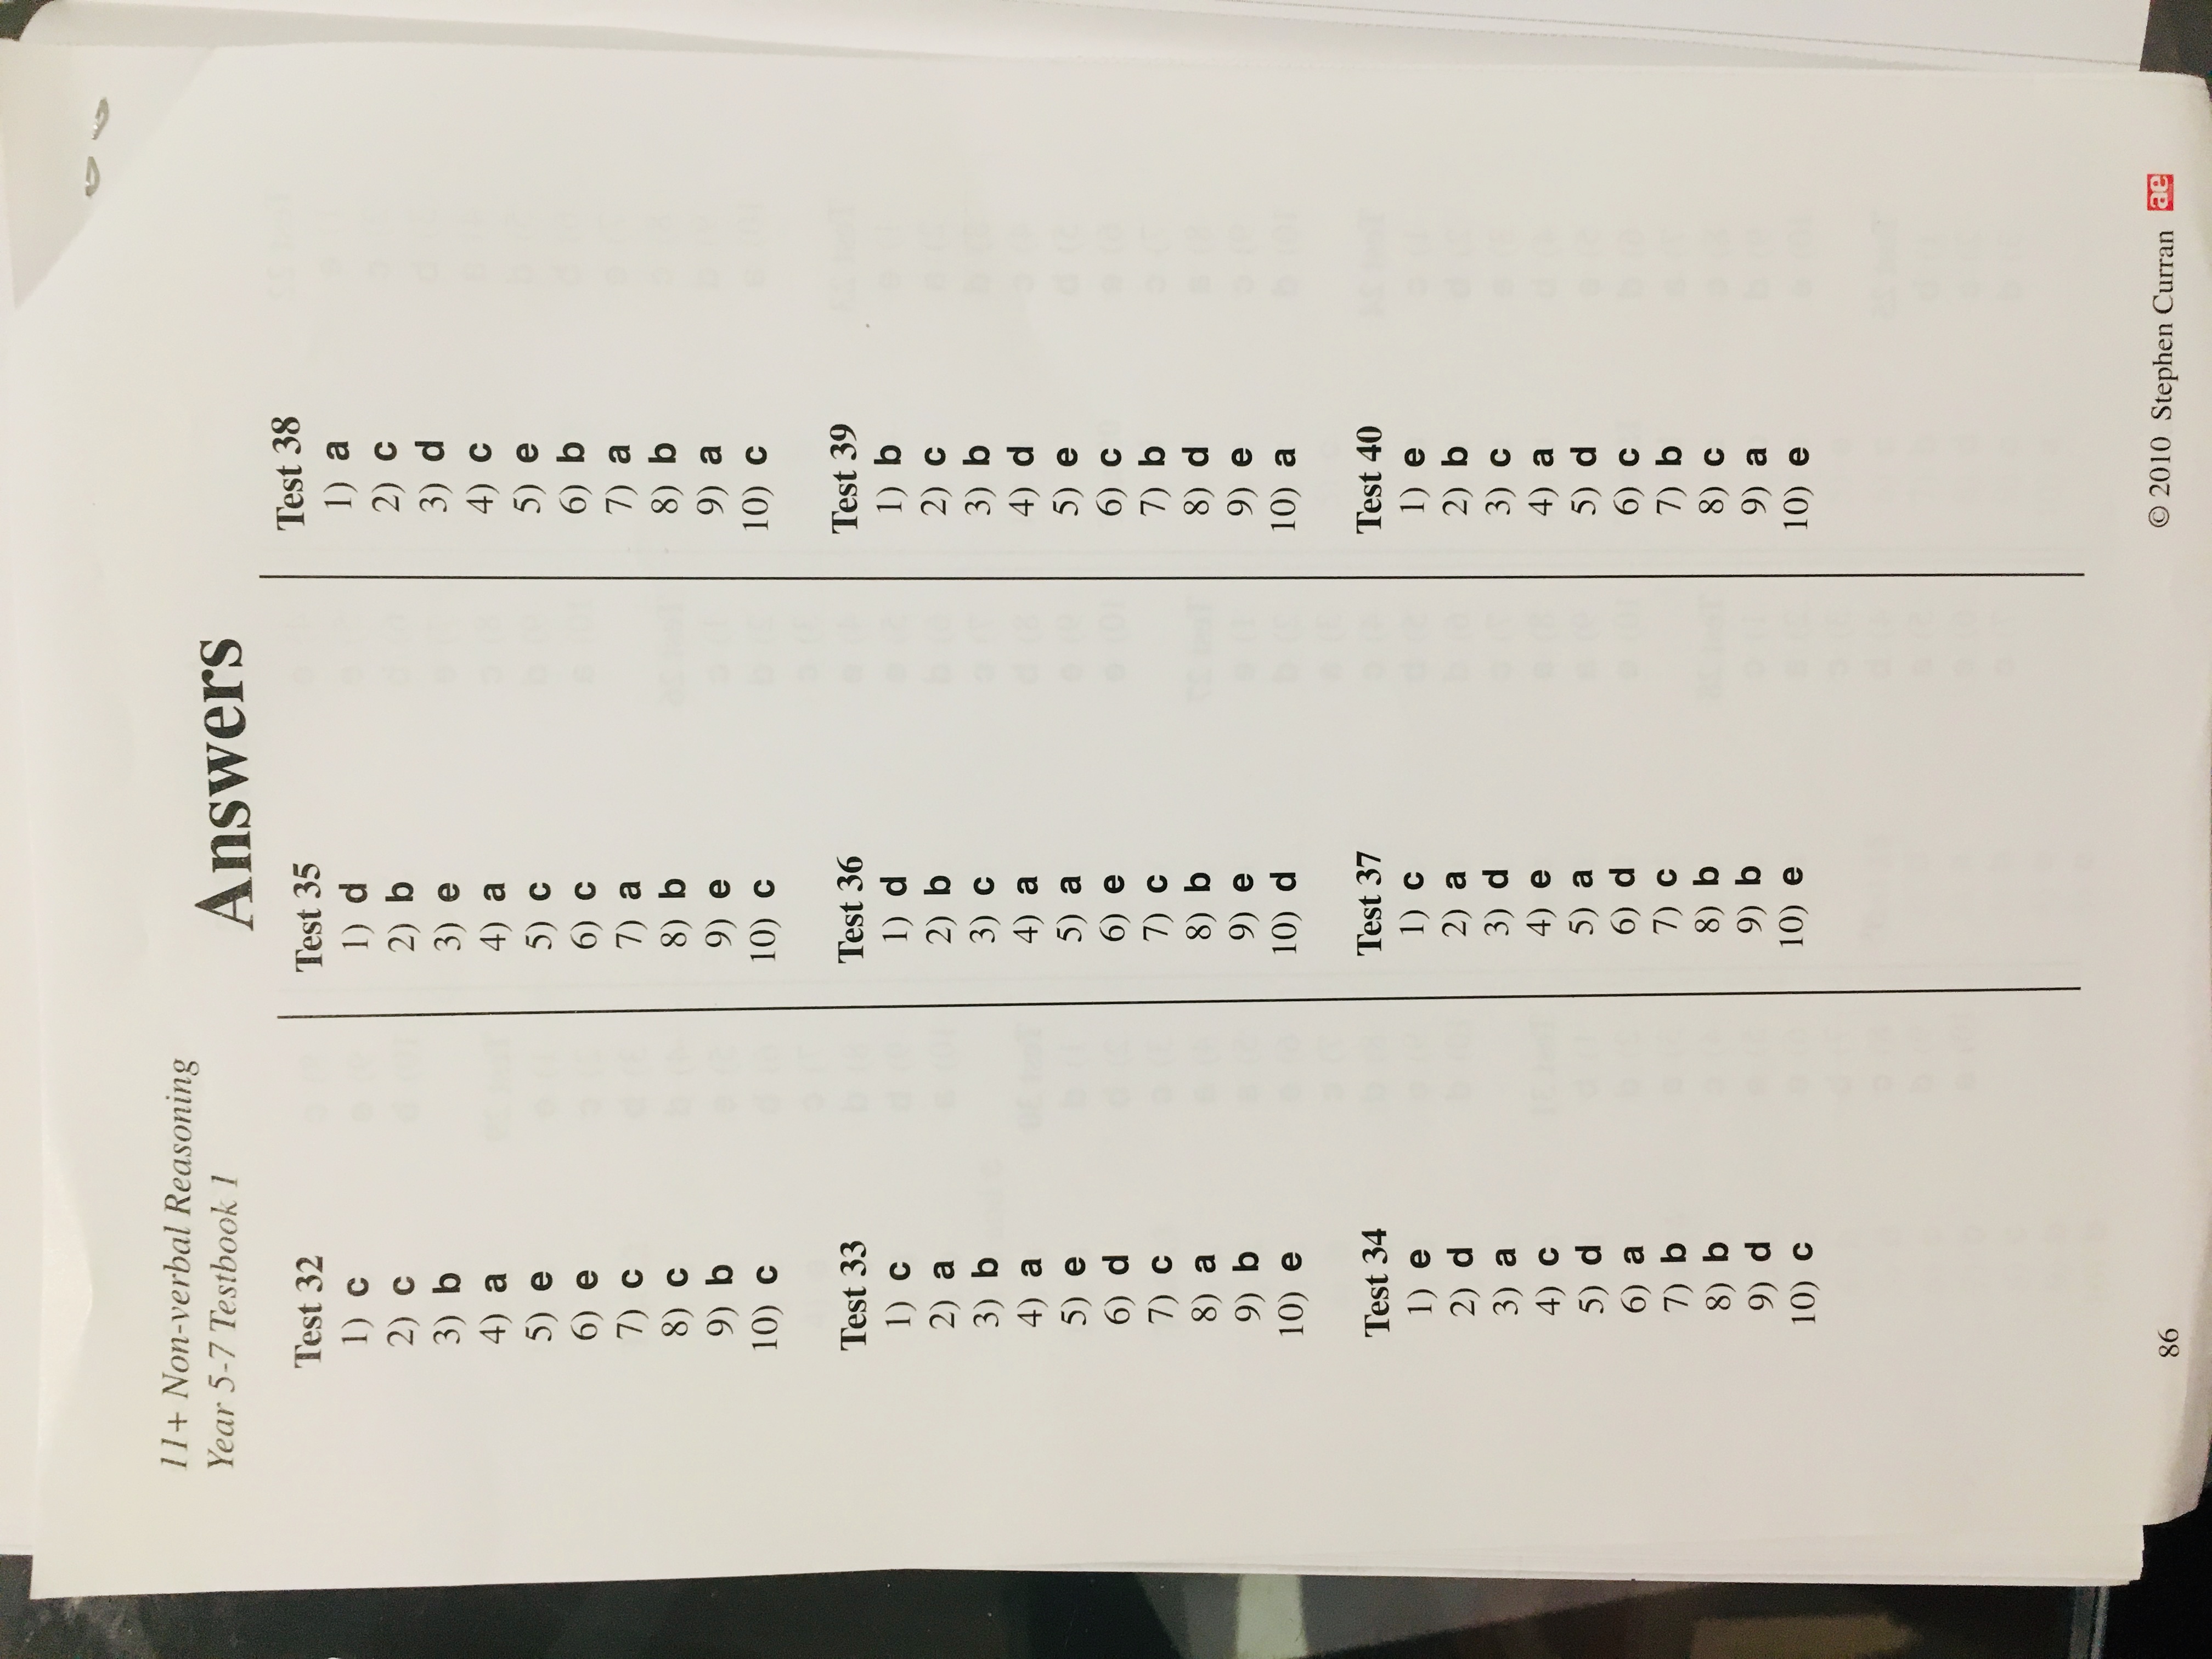 11+ Non-verbal Reasoning
Year 5-7 Testbook 1
Answers
Test 32
1) c
2) c
3) b
4) a
5) e
6) e
7) c
8) c
9) b
10) c
Test 33
1) c
2) a
3) b
4) a
5) e
6) d
7) c
8) a
9) b
10) e
Test 34
1) e
2) d
3) a
4) c
5) d
6) a
7) b
8) b
9) d
10) c
Test 35
1) d
2) b
3) e
4) a
5) c
6) c
7) a
8) b
9) e
10) c
Test 36
1) d
2) b
3) c
4) a
5) a
6) e
7) c
8) b
9) e
10) d
Test 37
1) c
2) a
3) d
4) e
5) a
6) d
7) c
8) b
9) b
10) e
Test 38
1) a
2) c
3) d
4) c
5) e
6) b
7) a
8) b
9) a
10) c
Test 39
1) b
2) c
3) b
4) d
5) e
6) c
7) b
8) d
9) e
10) a
Test 40
1) e
2) b
3) c
4) a
5) d
6) c
7) b
8) c
9) a
10) e
86
© 2010 Stephen Curran ae